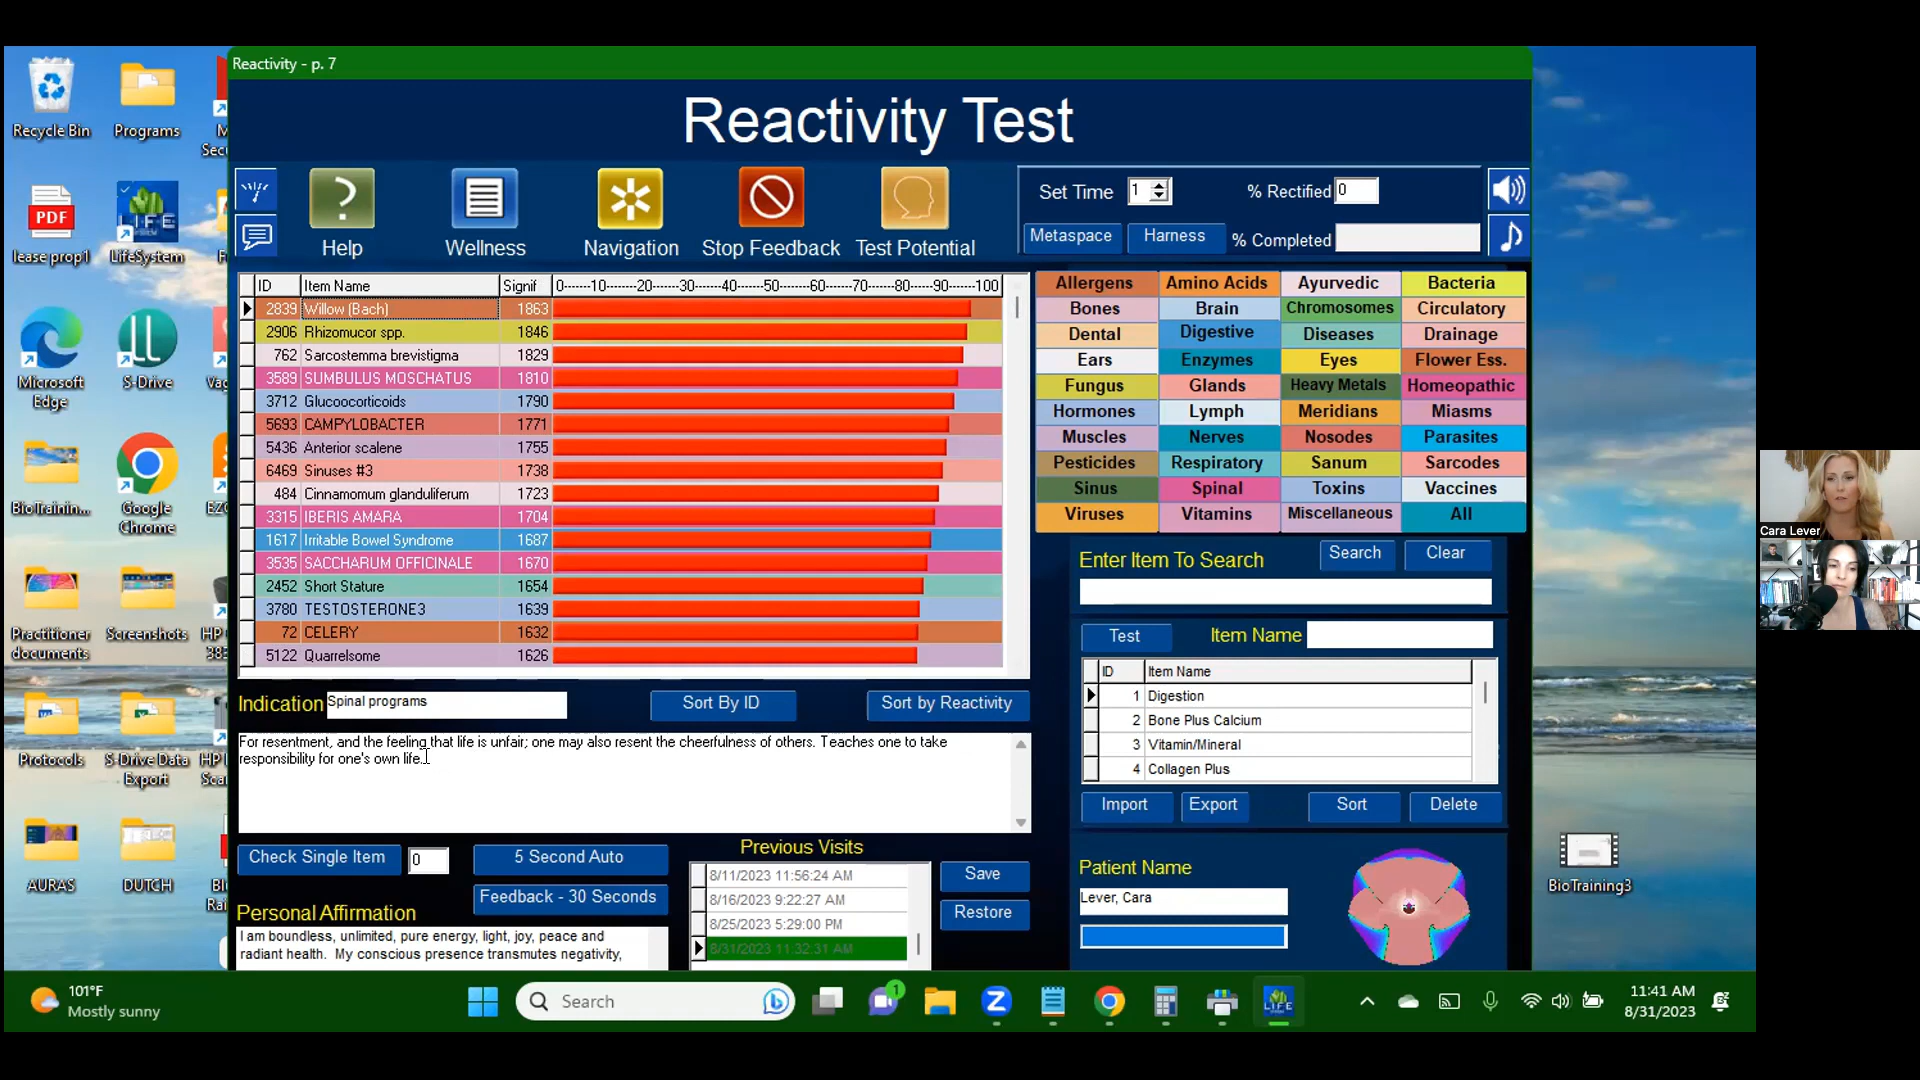 Reactivity - p. 7
Reactivity Test
Recycle Bin
Programs
lease prop1
LifeSystem
Microsoft Edge
S-Drive
BioTrainin...
Google Chrome
Practitioner documents
Screenshots
Protocols
S-Drive Data Export
AURAS
DUTCH
PDF
LIFE
Help
Wellness
Navigation
Stop Feedback
Test Potential
Set Time 1
% Rectified 0
Metaspace
Harness
% Completed
ID Item Name Signif 0------10------20------30------40------50------60------70------80------90------100
2839 Willow (Bach) 1863
2906 Rhizomucor spp. 1846
762 Sarcostemma brevistigma 1829
3589 SUMBULUS MOSCHATUS 1810
3712 Glucoocorticoids 1790
5693 CAMPYLOBACTER 1771
5436 Anterior scalene 1755
6469 Sinuses #3 1738
484 Cinnamomum glanduliferum 1723
3315 IBERIS AMARA 1704
1617 Irritable Bowel Syndrome 1687
3535 SACCHARUM OFFICINALE 1670
2452 Short Stature 1654
3780 TESTOSTERONE3 1639
72 CELERY 1632
5122 Quarrelsome 1626
Allergens Amino Acids Ayurvedic Bacteria
Bones Brain Chromosomes Circulatory
Dental Digestive Diseases Drainage
Ears Enzymes Eyes Flower Ess.
Fungus Glands Heavy Metals Homeopathic
Hormones Lymph Meridians Miasms
Muscles Nerves Nosodes Parasites
Pesticides Respiratory Sanum Sarcodes
Sinus Spinal Toxins Vaccines
Viruses Vitamins Miscellaneous All
Enter Item To Search
Search
Clear
Test
Item Name
ID Item Name
1 Digestion
2 Bone Plus Calcium
3 Vitamin/Mineral
4 Collagen Plus
Import
Export
Sort
Delete
Indication Spinal programs
Sort By ID
Sort by Reactivity
For resentment, and the feeling that life is unfair; one may also resent the cheerfulness of others. Teaches one to take
responsibility for one's own life.
Check Single Item 0
5 Second Auto
Feedback - 30 Seconds
Previous Visits
8/11/2023 11:56:24 AM
8/16/2023 9:22:27 AM
8/25/2023 5:29:00 PM
8/31/2023 11:32:31 AM
Save
Restore
Personal Affirmation
I am boundless, unlimited, pure energy, light, joy, peace and
radiant health. My conscious presence transmutes negativity,
Patient Name
Lever, Cara
BioTraining3
Cara Lever
101°F
Mostly sunny
Search
1
LIFE
11:41 AM
8/31/2023